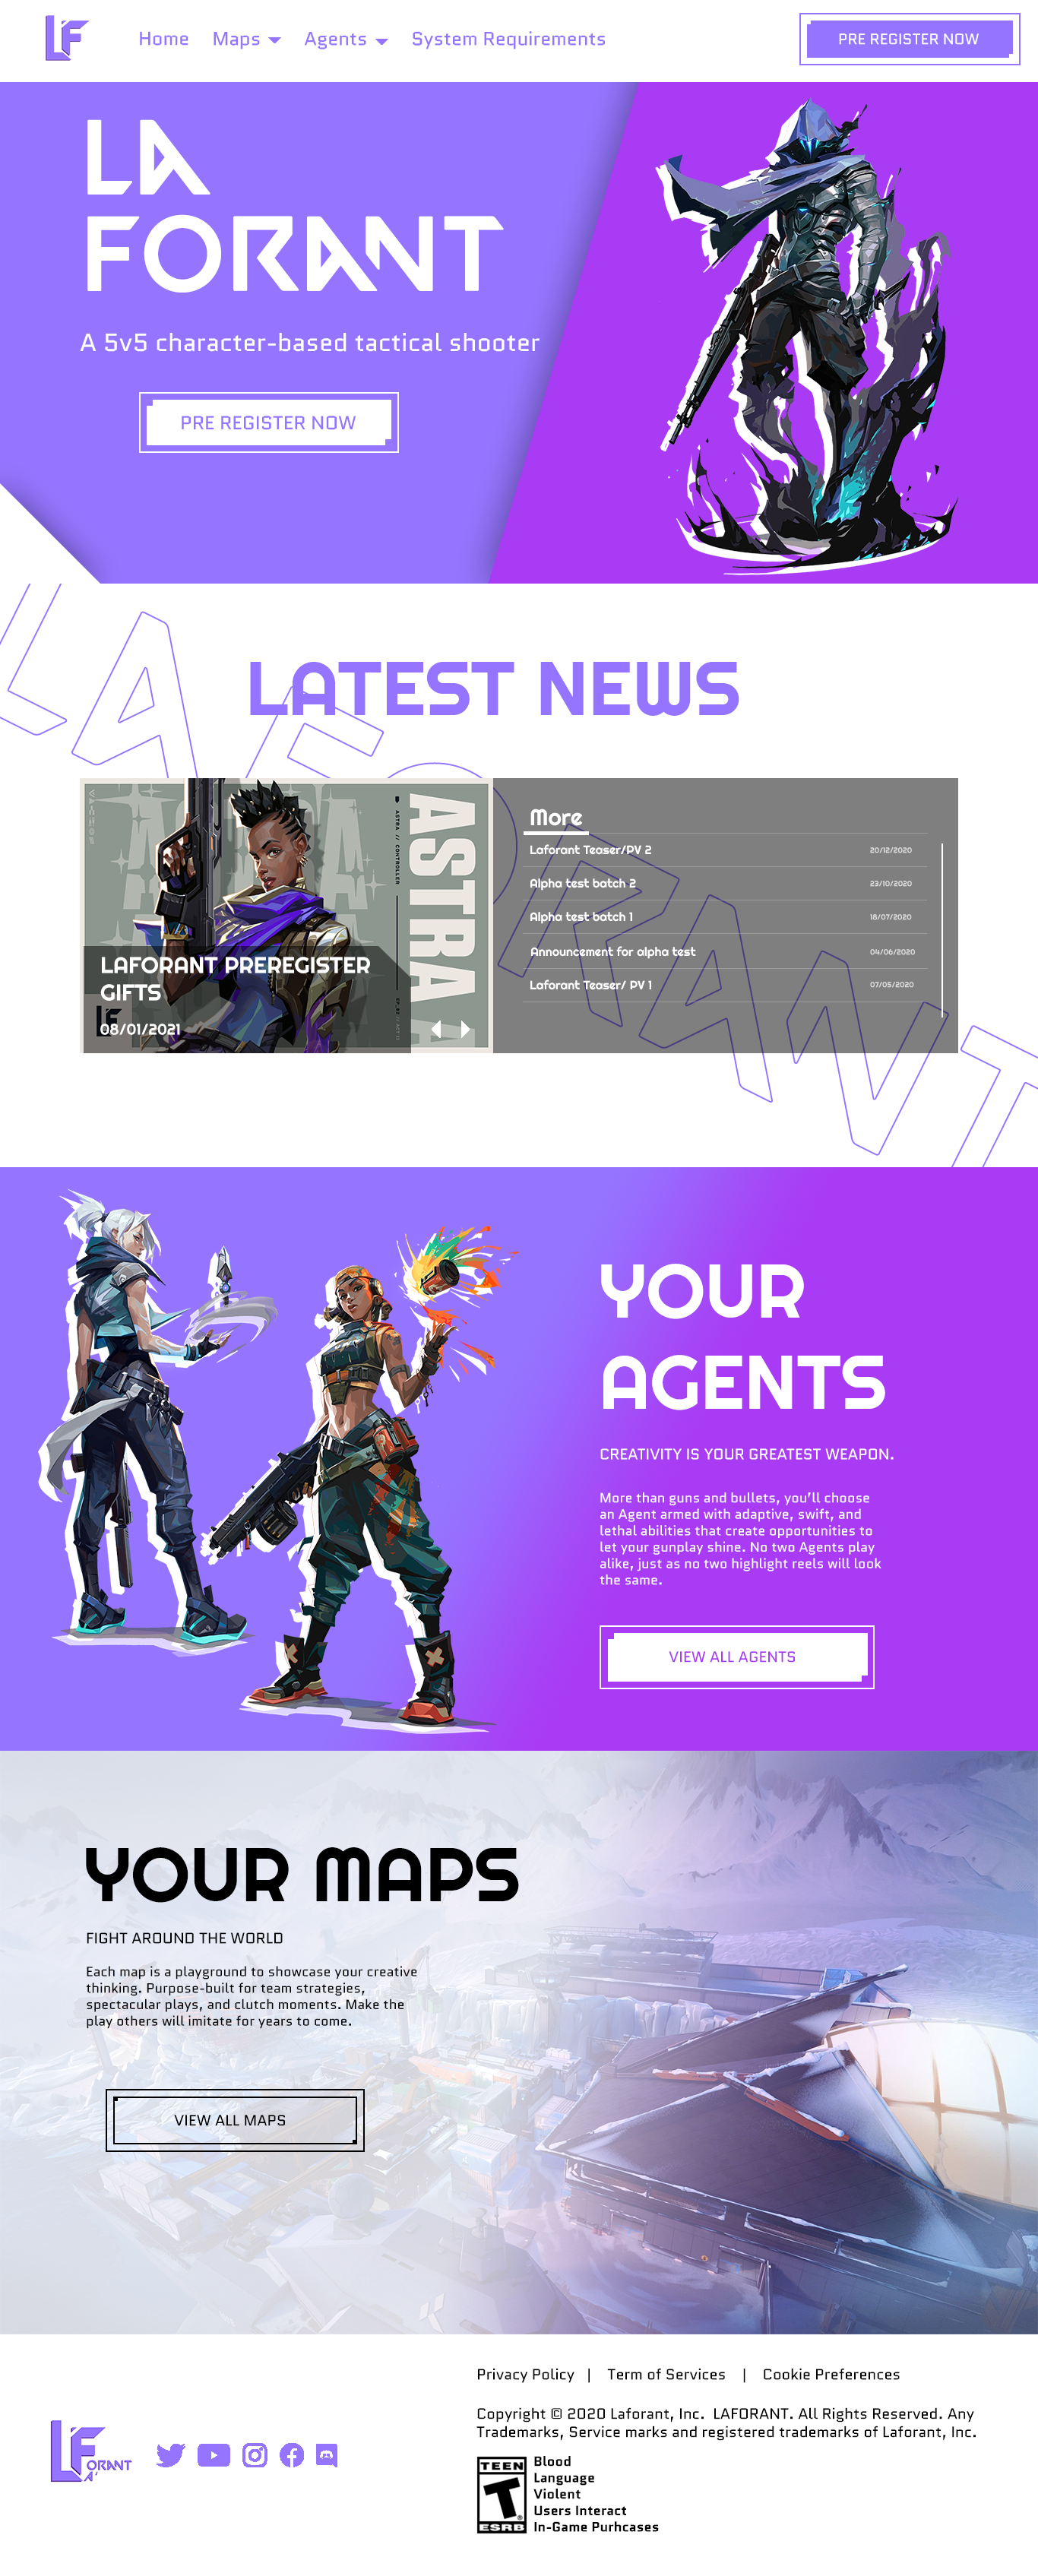 LF
Home Maps Agents System Requirements
PRE REGISTER NOW
LA
FORANT
A 5v5 character-based tactical shooter
PRE REGISTER NOW
LAFORANT
LATEST NEWS
ASTRA // CONTROLLER
ASTRA
LAFORANT PREREGISTER
GIFTS
LF
08/01/2021
More
Laforant Teaser/PV 2 20/12/2020
Alpha test batch 2 23/10/2020
Alpha test batch 1 18/07/2020
Announcement for alpha test 04/06/2020
Laforant Teaser/ PV 1 07/05/2020
YOUR
AGENTS
CREATIVITY IS YOUR GREATEST WEAPON.
More than guns and bullets, you’ll choose
an Agent armed with adaptive, swift, and
lethal abilities that create opportunities to
let your gunplay shine. No two Agents play
alike, just as no two highlight reels will look
the same.
VIEW ALL AGENTS
YOUR MAPS
FIGHT AROUND THE WORLD
Each map is a playground to showcase your creative
thinking. Purpose-built for team strategies,
spectacular plays, and clutch moments. Make the
play others will imitate for years to come.
VIEW ALL MAPS
Privacy Policy | Term of Services | Cookie Preferences
Copyright © 2020 Laforant, Inc. LAFORANT. All Rights Reserved. Any
Trademarks, Service marks and registered trademarks of Laforant, Inc.
LF
ORANT
A'
TEEN
T
®
ESRB
Blood
Language
Violent
Users Interact
In-Game Purhcases